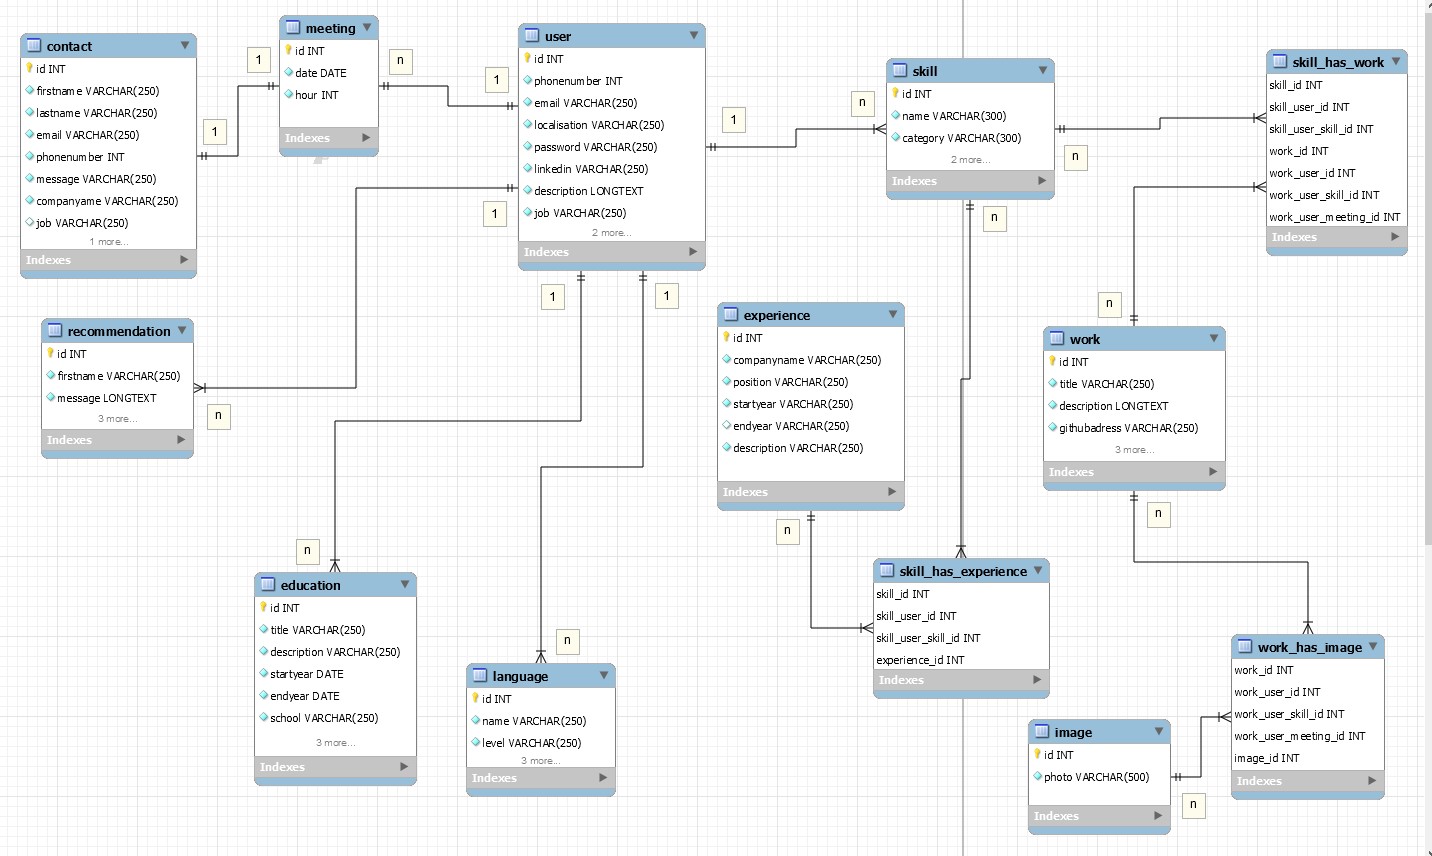 contact
id INT
firstname VARCHAR(250)
lastname VARCHAR(250)
email VARCHAR(250)
phonenumber INT
message VARCHAR(250)
companyame VARCHAR(250)
job VARCHAR(250)
1 more...
Indexes
1
1
meeting
id INT
date DATE
hour INT
Indexes
n
1
user
id INT
phonenumber INT
email VARCHAR(250)
localisation VARCHAR(250)
password VARCHAR(250)
linkedin VARCHAR(250)
description LONGTEXT
job VARCHAR(250)
2 more...
Indexes
1
1
1
1
n
skill
id INT
name VARCHAR(300)
category VARCHAR(300)
2 more...
Indexes
n
n
skill_has_work
skill_id INT
skill_user_id INT
skill_user_skill_id INT
work_id INT
work_user_id INT
work_user_skill_id INT
work_user_meeting_id INT
Indexes
recommendation
id INT
firstname VARCHAR(250)
message LONGTEXT
3 more...
Indexes
n
experience
id INT
companyname VARCHAR(250)
position VARCHAR(250)
startyear VARCHAR(250)
endyear VARCHAR(250)
description VARCHAR(250)
Indexes
n
n
work
id INT
title VARCHAR(250)
description LONGTEXT
githubadress VARCHAR(250)
3 more...
Indexes
n
n
education
id INT
title VARCHAR(250)
description VARCHAR(250)
startyear DATE
endyear DATE
school VARCHAR(250)
3 more...
Indexes
n
language
id INT
name VARCHAR(250)
level VARCHAR(250)
3 more...
Indexes
skill_has_experience
skill_id INT
skill_user_id INT
skill_user_skill_id INT
experience_id INT
Indexes
image
id INT
photo VARCHAR(500)
Indexes
n
work_has_image
work_id INT
work_user_id INT
work_user_skill_id INT
work_user_meeting_id INT
image_id INT
Indexes